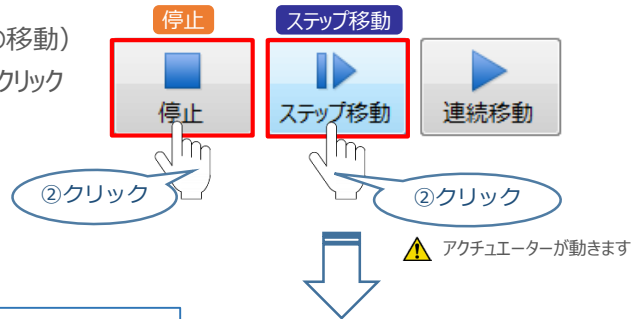 停止 ステップ移動
の移動）
クリック
停止 ステップ移動 連続移動
②クリック ②クリック
アクチュエーターが動きます